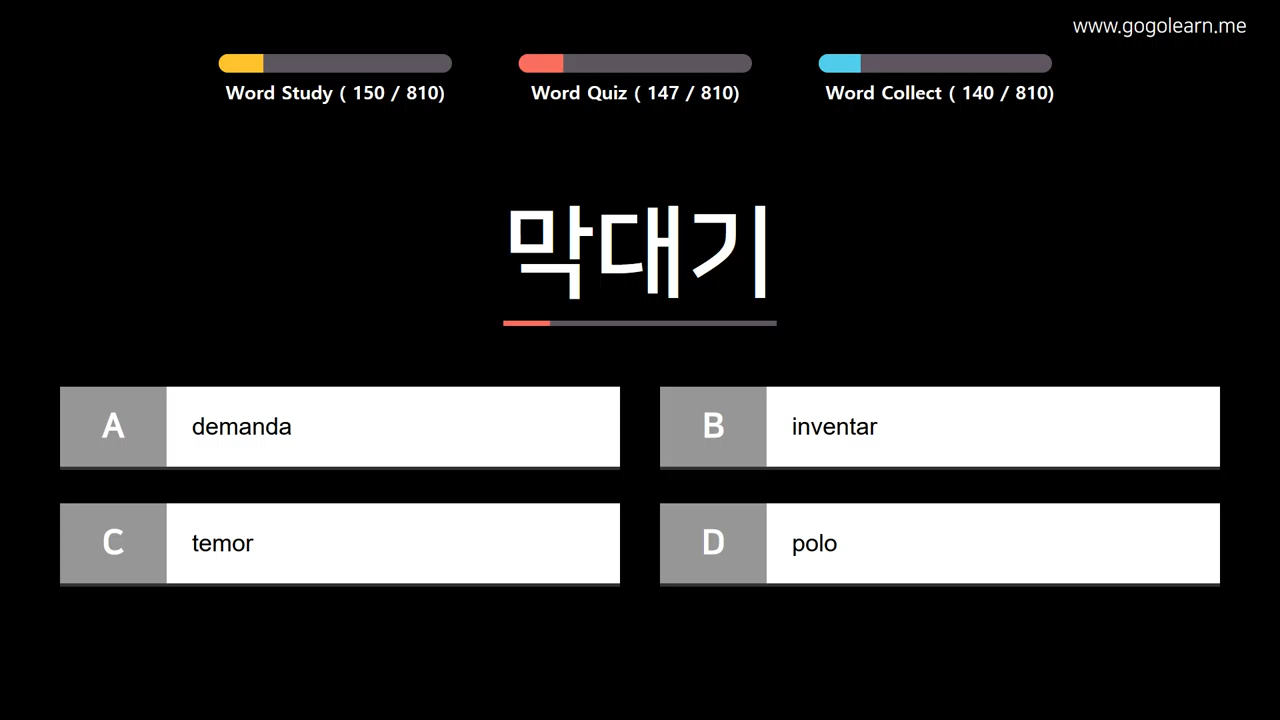 www.gogolearn.me
Word Study ( 150 / 810)
Word Quiz ( 147 / 810)
Word Collect ( 140 / 810)
막대기
A demanda
B inventar
C temor
D polo